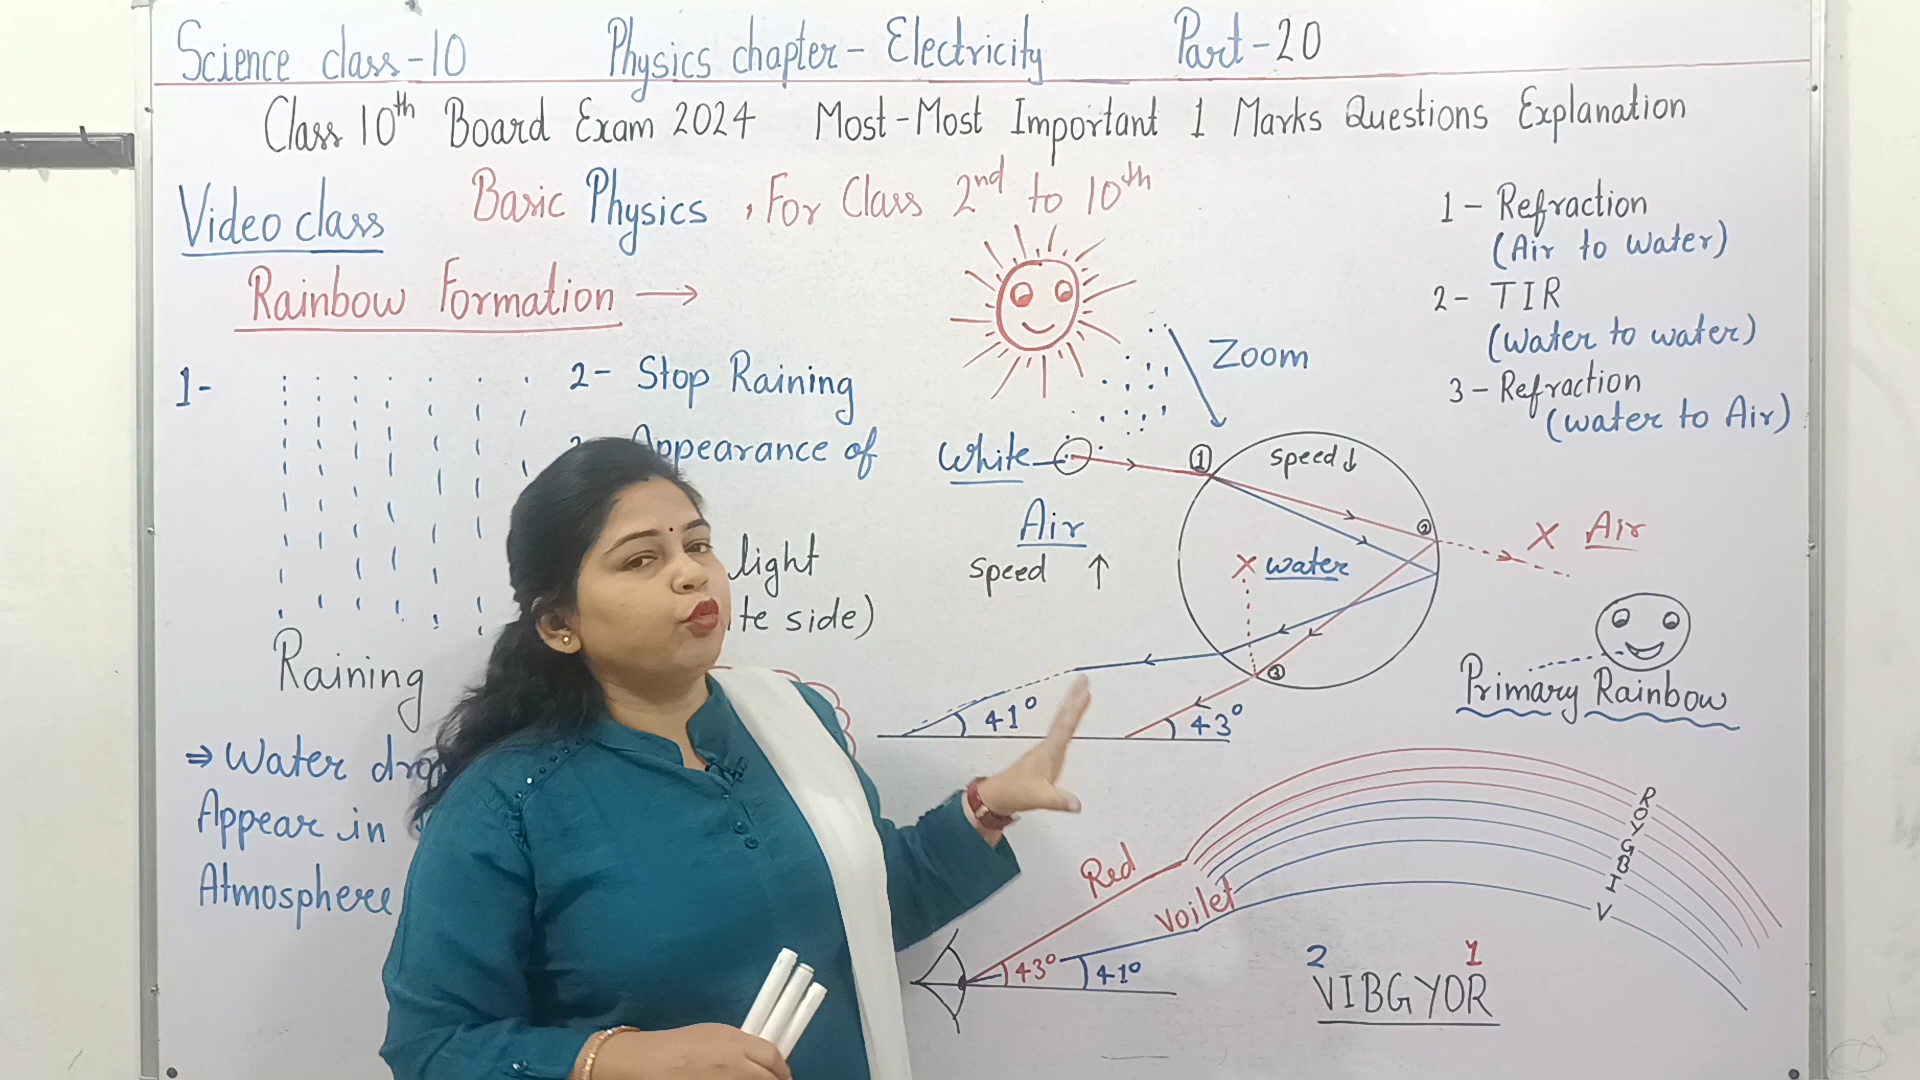 Science class-10 Physics chapter- Electricity Part-20
Class 10th Board Exam 2024 Most-Most Important 1 Marks Questions Explanation
Video class Basic Physics, For Class 2nd to 10th
Rainbow Formation →
1-
Raining
⇒ Water
Appear in
Atmosphere
2- Stop Raining
Appearance of
light
side)
Zoom
White
Air
Speed ↑
1
Speed↓
2
X water
3
X Air
41°
43°
1- Refraction
(Air to water)
2- TIR
(Water to water)
3- Refraction
(water to Air)
Primary Rainbow
Red
Voilet
43°
41°
R
O
Y
G
B
I
V
2 1
VIBGYOR